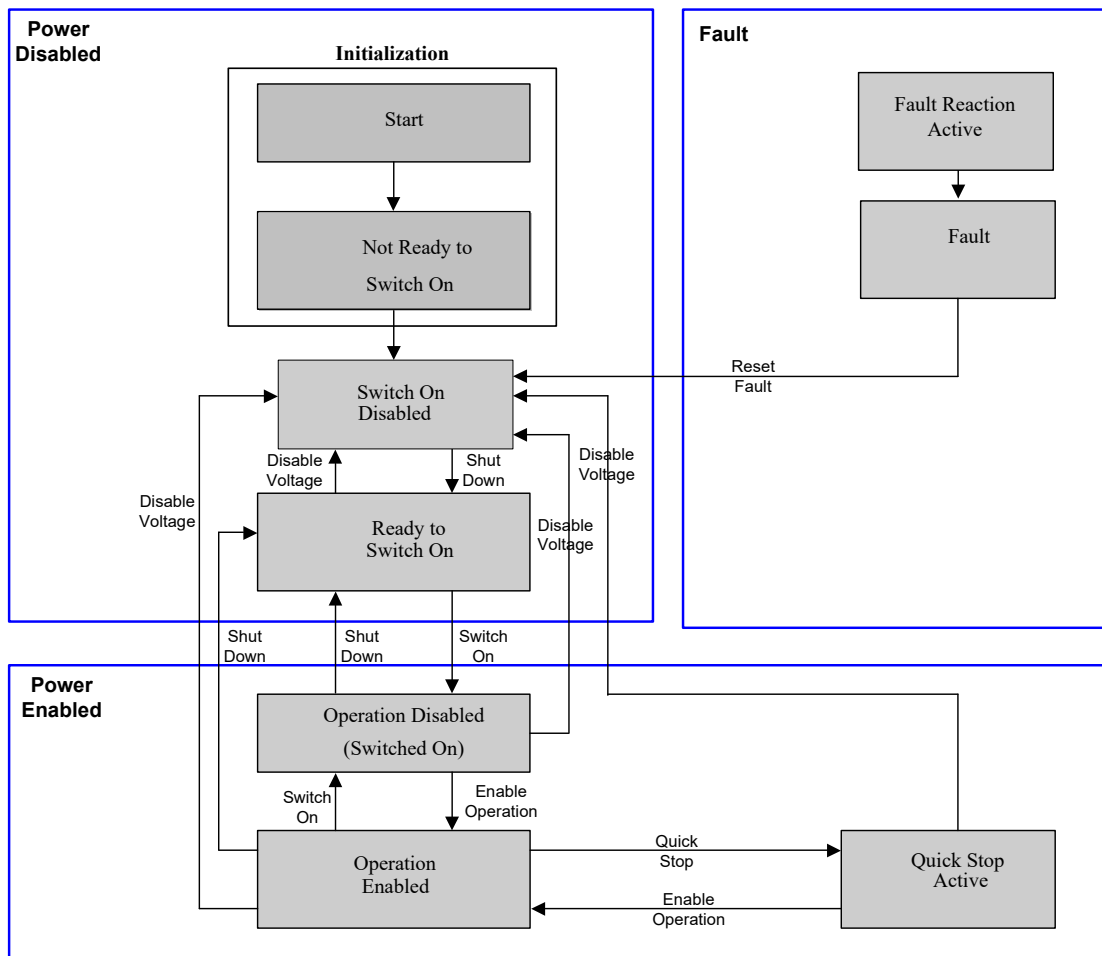 Power
Disabled
Initialization
Start
Not Ready to
Switch On
Fault
Fault Reaction
Active
Fault
Reset
Fault
Switch On
Disabled
Disable
Voltage
Shut
Down
Disable
Voltage
Disable
Voltage
Ready to
Switch On
Disable
Voltage
Shut
Down
Shut
Down
Switch
On
Power
Enabled
Operation Disabled
(Switched On)
Switch
On
Enable
Operation
Operation
Enabled
Quick
Stop
Enable
Operation
Quick Stop
Active